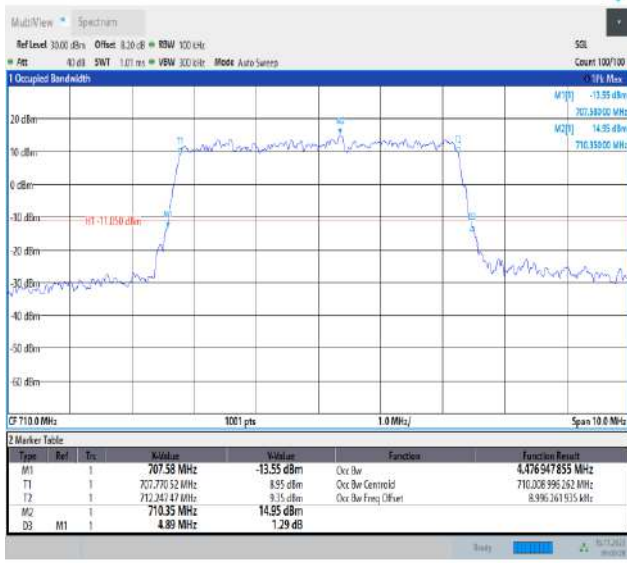 MultiView Spectrum
Ref Level 30.00 dBm Offset 8.20 dB RBW 100 kHz SGL
Att 40 dB SWT 1.01 ms VBW 300 kHz Mode Auto Sweep Count 100/100
1 Occupied Bandwidth 1Pk Max
M1[1] -13.55 dBm
707.58000 MHz
M2[1] 14.95 dBm
710.35000 MHz
20 dBm
10 dBm
0 dBm
-10 dBm
H1 -11.050 dBm
-20 dBm
-30 dBm
-40 dBm
-50 dBm
-60 dBm
T1
M2
T2
M1
D3
CF 710.0 MHz 1001 pts 1.0 MHz/ Span 10.0 MHz
2 Marker Table
Type Ref Trc X-Value Y-Value Function Function Result
M1 1 707.58 MHz -13.55 dBm Occ Bw 4.476947855 MHz
T1 1 707.77052 MHz 8.95 dBm Occ Bw Centroid 710.008996262 MHz
T2 1 712.24747 MHz 9.35 dBm Occ Bw Freq Offset 8.996261935 kHz
M2 1 710.35 MHz 14.95 dBm
D3 M1 1 4.89 MHz 1.29 dB
Ready